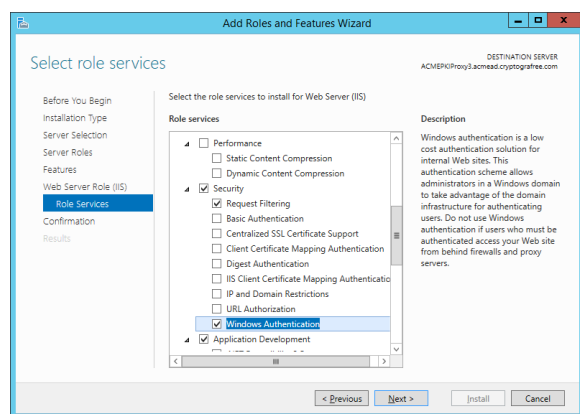 Add Roles and Features Wizard
Select role services
DESTINATION SERVER
ACMEPKIProxy3.acmead.cryptografree.com
Before You Begin
Installation Type
Server Selection
Server Roles
Features
Web Server Role (IIS)
Role Services
Confirmation
Results
Select the role services to install for Web Server (IIS)
Role services
Performance
Static Content Compression
Dynamic Content Compression
Security
Request Filtering
Basic Authentication
Centralized SSL Certificate Support
Client Certificate Mapping Authentication
Digest Authentication
IIS Client Certificate Mapping Authenticatio
IP and Domain Restrictions
URL Authorization
Windows Authentication
Application Development
Description
Windows authentication is a low
cost authentication solution for
internal Web sites. This
authentication scheme allows
administrators in a Windows domain
to take advantage of the domain
infrastructure for authenticating
users. Do not use Windows
authentication if users who must be
authenticated access your Web site
from behind firewalls and proxy
servers.
< Previous
Next >
Install
Cancel